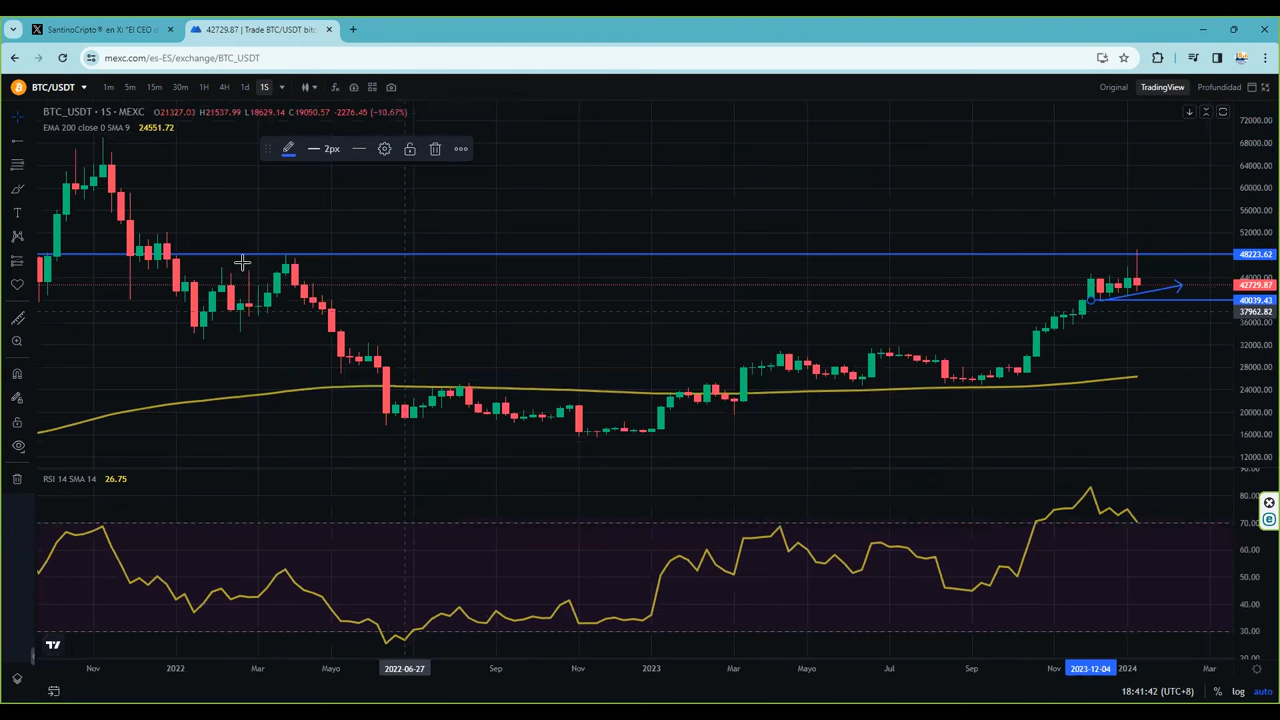 SantinoCripto® en X: "El CEO d
42729.87 | Trade BTC/USDT bitc
mexc.com/es-ES/exchange/BTC_USDT
BTC/USDT 1m 5m 15m 30m 1H 4H 1d 1S Original TradingView Profundidad
BTC_USDT · 1S · MEXC O21327.03 H21537.99 L18629.14 C19050.57 -2276.45 (-10.67%)
EMA 200 close 0 SMA 9 24551.72
2px
72000.00
68000.00
64000.00
60000.00
56000.00
52000.00
48223.62
44000.00
42729.87
40039.43
37962.82
36000.00
32000.00
28000.00
24000.00
20000.00
16000.00
12000.00
RSI 14 SMA 14 26.75
90.00
80.00
70.00
60.00
50.00
40.00
30.00
20.00
Nov 2022 Mar Mayo 2022-06-27 Sep Nov 2023 Mar Mayo Jul Sep Nov 2023-12-04 2024 Mar
18:41:42 (UTC+8) % log auto